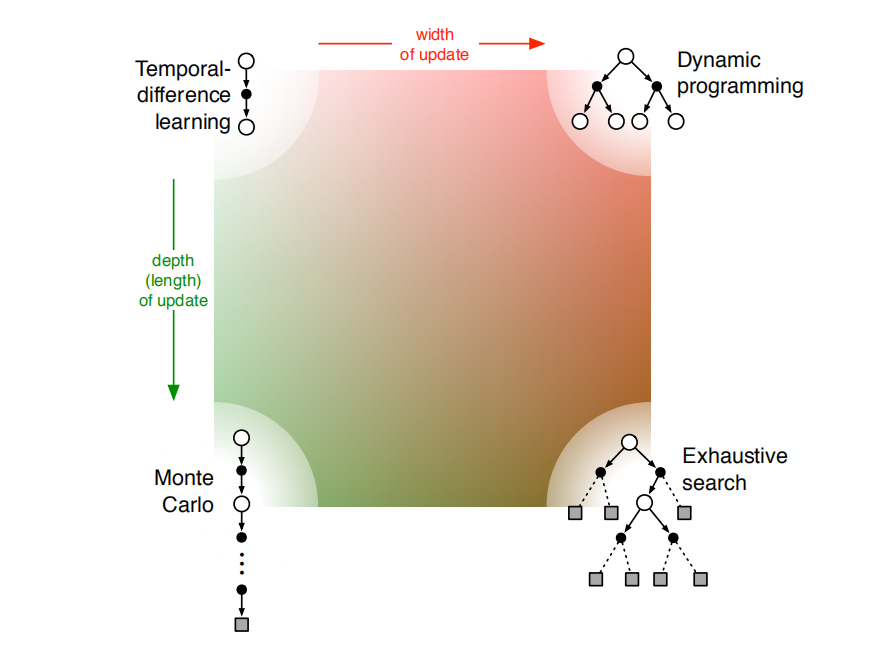 width
of update
Temporal-
difference
learning
Dynamic
programming
depth
(length)
of update
Monte
Carlo
Exhaustive
search